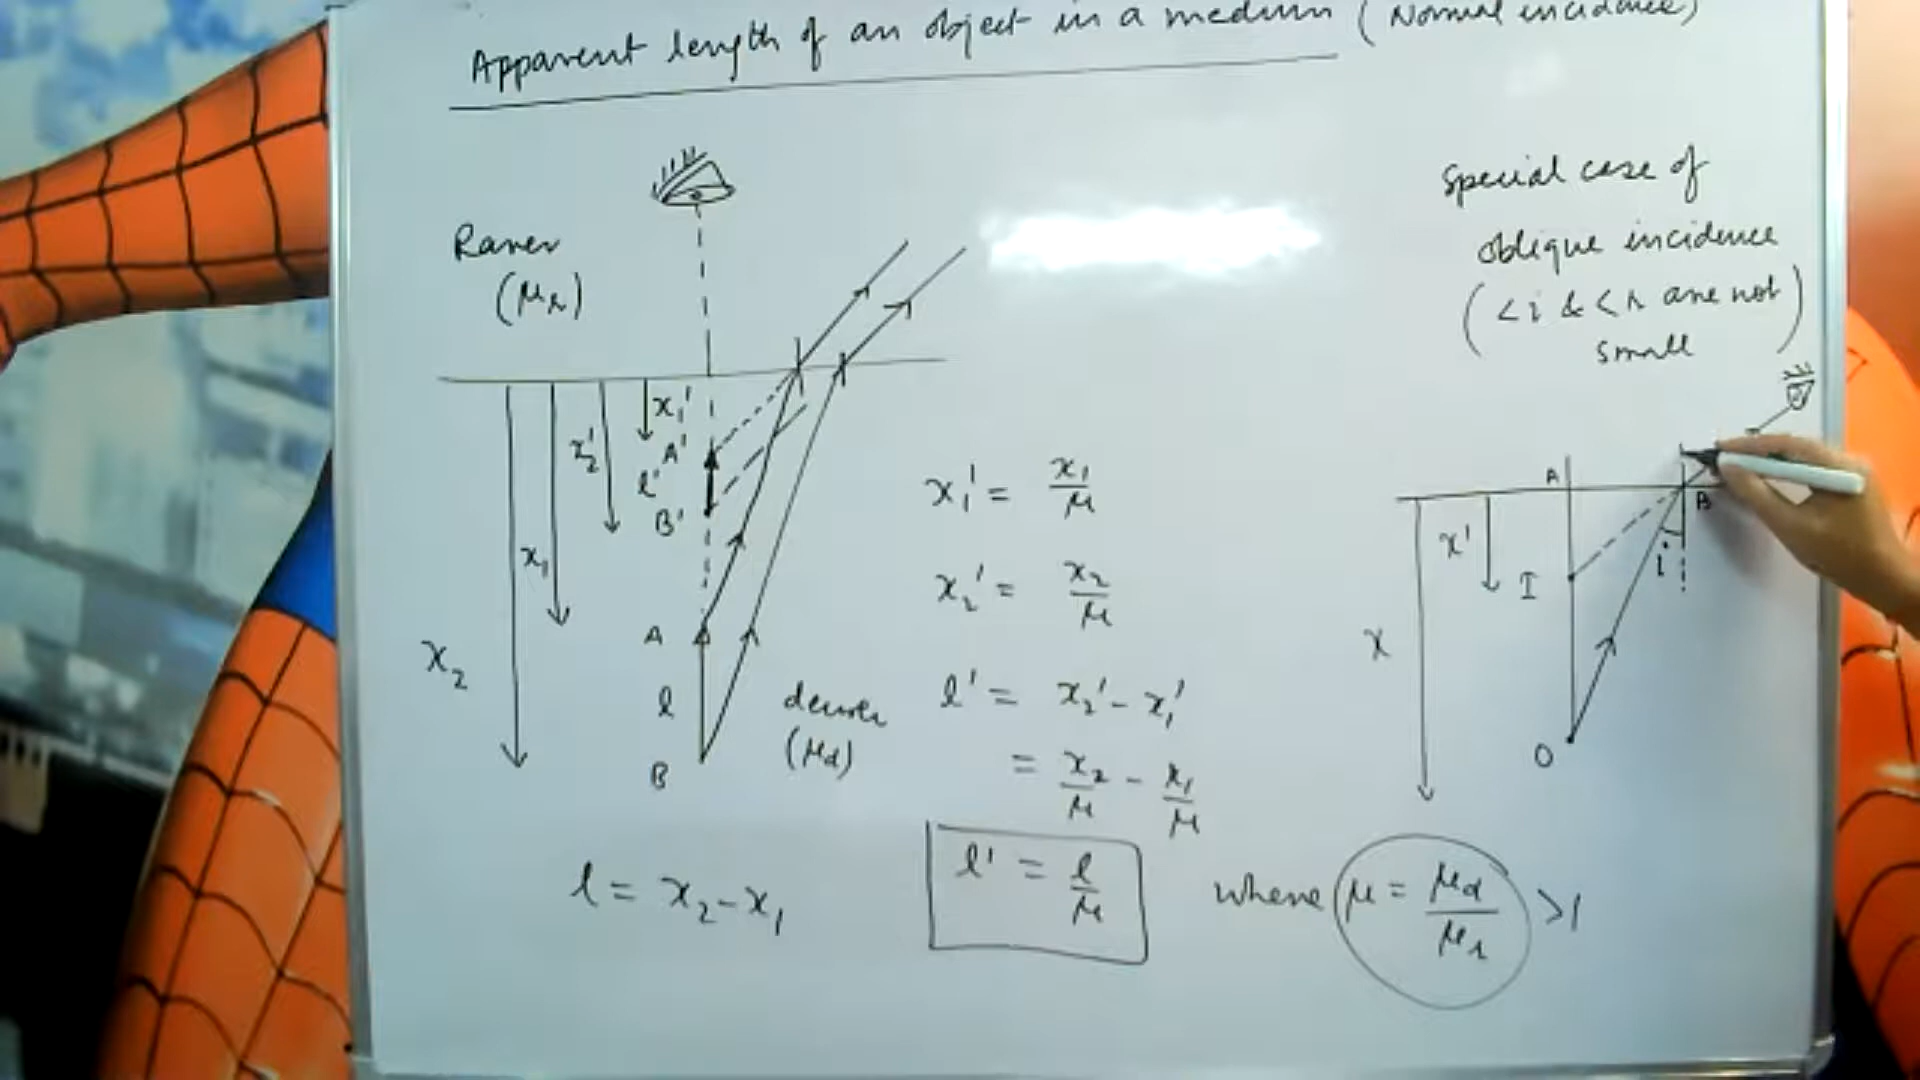 Apparent length of an object in a medium (Normal incidence)
Special case of
oblique incidence
(<i & <r are not
small)
Rarer
(μr)
x1'
x2'
A'
l'
B'
x1
x2
A
l
B
denser
(μd)
x1' = x1/μ
x2' = x2/μ
l' = x2' - x1'
= x2/μ - x1/μ
l = x2 - x1
l' = l/μ
where μ = μd/μr >1
A
B
x'
I
i
x
O